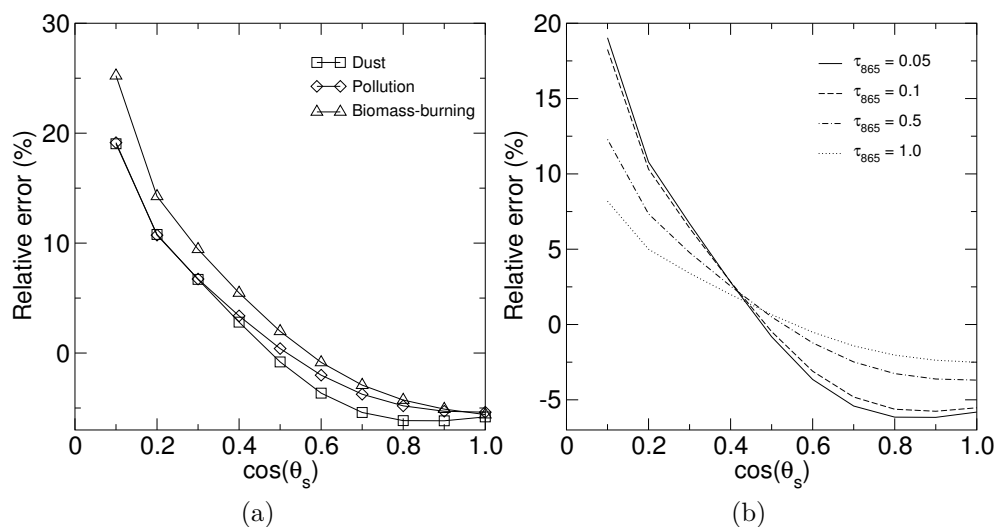 30
20
10
0
Relative error (%)
Dust
Pollution
Biomass-burning
0 0.2 0.4 0.6 0.8 1.0
cos(θs)
(a)
20
15
10
5
0
-5
Relative error (%)
τ865 = 0.05
τ865 = 0.1
τ865 = 0.5
τ865 = 1.0
0 0.2 0.4 0.6 0.8 1.0
cos(θs)
(b)